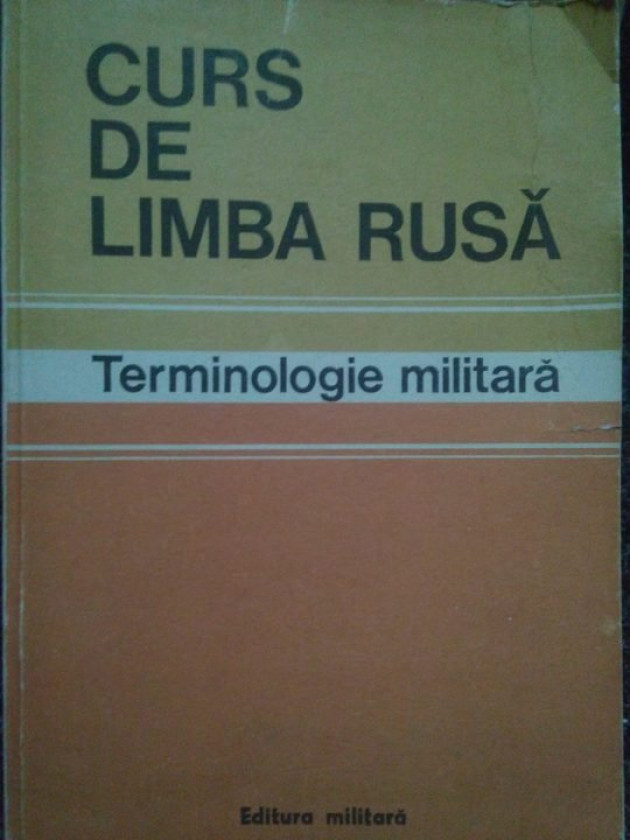 CURS
DE
LIMBA RUSĂ
Terminologie militară
Editura militară